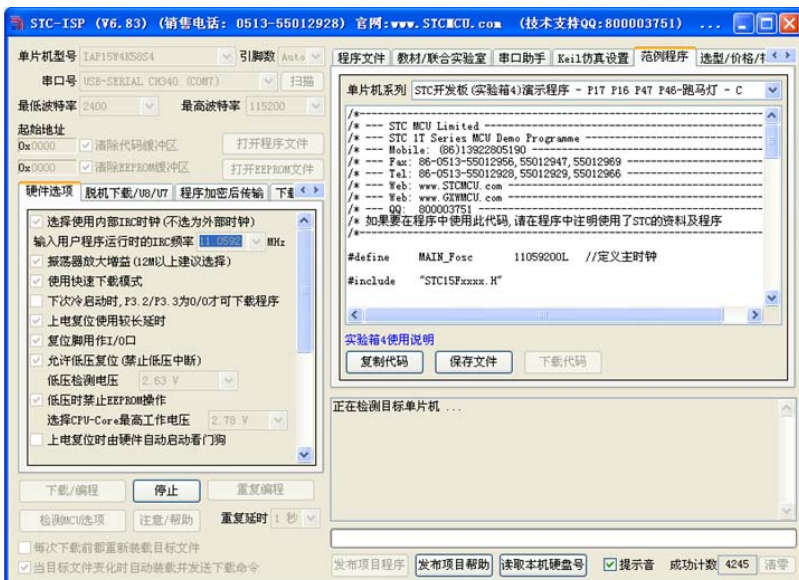 STC-ISP (V6.83) (销售电话: 0513-55012928) 官网:www.STCMCU.com (技术支持QQ:800003751) ...
单片机型号 IAP15W4K58S4 引脚数 Auto
串口号 USB-SERIAL CH340 (COM7) 扫描
最低波特率 2400 最高波特率 115200
起始地址
0x0000 清除代码缓冲区 打开程序文件
0x0000 清除EEPROM缓冲区 打开EEPROM文件
硬件选项 脱机下载/U8/U7 程序加密后传输
选择使用内部IRC时钟(不选为外部时钟)
输入用户程序运行时的IRC频率 11.0592 MHz
振荡器放大增益(12M以上建议选择)
使用快速下载模式
下次冷启动时,P3.2/P3.3为0/0才可下载程序
上电复位使用较长延时
复位脚用作I/O口
允许低压复位(禁止低压中断)
低压检测电压 2.63 V
低压时禁止EEPROM操作
选择CPU-Core最高工作电压 2.78 V
上电复位时由硬件自动启动看门狗
下载/编程 停止 重复编程
检测MCU选项 注意/帮助 重复延时 1 秒
每次下载前都重新装载目标文件
当目标文件变化时自动装载并发送下载命令
程序文件 教材/联合实验室 串口助手 Keil仿真设置 范例程序 选型/价格/
单片机系列 STC开发板(实验箱4)演示程序 - P17 P16 P47 P46-跑马灯 - C
/*---------------------------------------------------------------------
/* --- STC MCU Limited ------------------------------------------------
/* --- STC 1T Series MCU Demo Programme -------------------------------
/* --- Mobile: (86)13922805190 ----------------------------------------
/* --- Fax: 86-0513-55012956,55012947,55012969 ------------------------
/* --- Tel: 86-0513-55012928,55012929,55012966 ------------------------
/* --- Web: www.STCMCU.com --------------------------------------------
/* --- Web: www.GXWMCU.com --------------------------------------------
/* --- QQ: 800003751 --------------------------------------------------
/* 如果要在程序中使用此代码,请在程序中注明使用了STC的资料及程序
/*---------------------------------------------------------------------
#define MAIN_Fosc 11059200L //定义主时钟
#include "STC15Fxxxx.H"
实验箱4使用说明
复制代码 保存文件 下载代码
正在检测目标单片机 ...
发布项目程序 发布项目帮助 读取本机硬盘号 提示音 成功计数 4245 清零